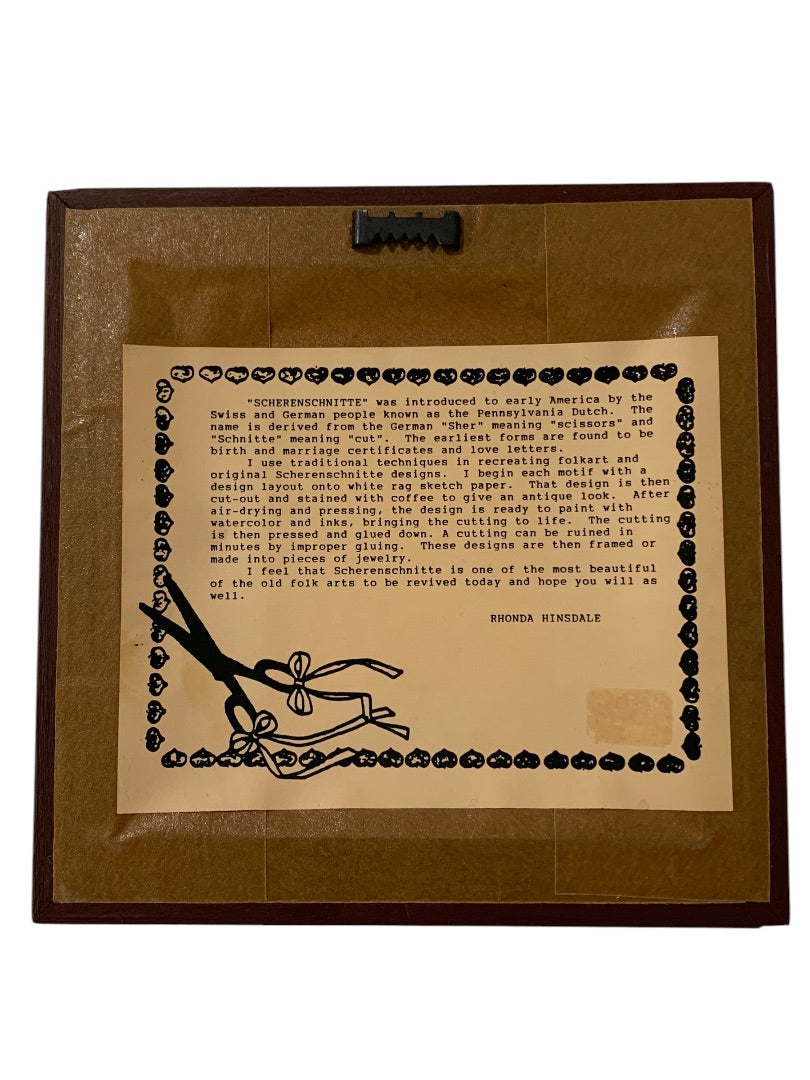 "SCHERENSCHNITTE" was introduced to early America by the
Swiss and German people known as the Pennsylvania Dutch. The
name is derived from the German "Sher" meaning "scissors" and
"Schnitte" meaning "cut". The earliest forms are found to be
birth and marriage certificates and love letters.
I use traditional techniques in recreating folkart and
original Scherenschnitte designs. I begin each motif with a
design layout onto white rag sketch paper. That design is then
cut-out and stained with coffee to give an antique look. After
air-drying and pressing, the design is ready to paint with
watercolor and inks, bringing the cutting to life. The cutting
is then pressed and glued down. A cutting can be ruined in
minutes by improper gluing. These designs are then framed or
made into pieces of jewelry.
I feel that Scherenschnitte is one of the most beautiful
of the old folk arts to be revived today and hope you will as
well.
RHONDA HINSDALE